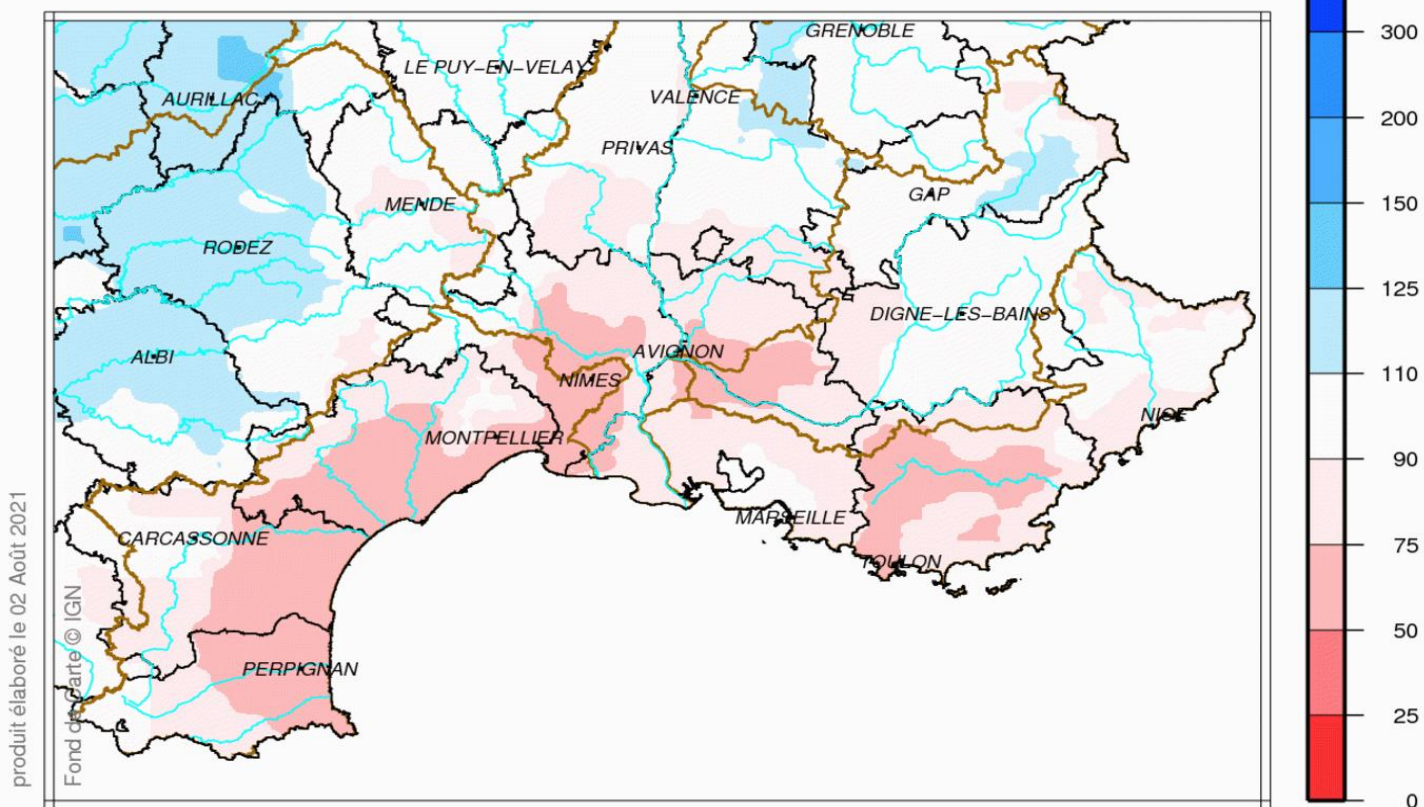 GRENOBLE
LE PUY-EN-VELAY
AURILLAC
VALENCE
PRIVAS
GAP
MENDE
RODEZ
DIGNE-LES-BAINS
ALBI
AVIGNON
NIMES
NICE
MONTPELLIER
MARSEILLE
CARCASSONNE
TOULON
PERPIGNAN
300
200
150
125
110
90
75
50
25
0
produit élaboré le 02 Août 2021
Fond de carte © IGN